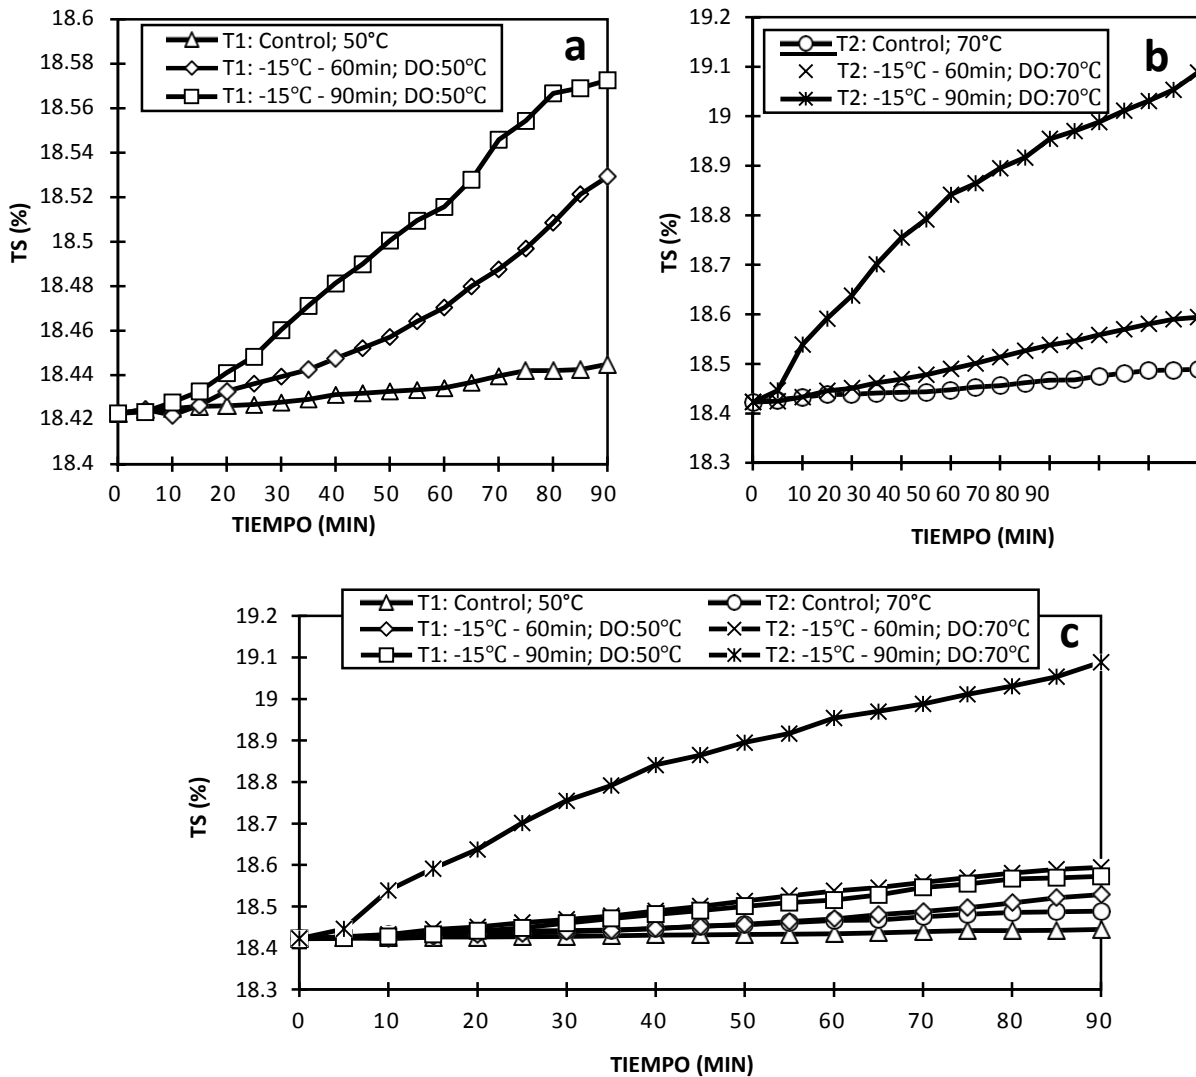 18.6
18.58
18.56
18.54
18.52
18.5
18.48
18.46
18.44
18.42
18.4
TS (%)
T1: Control; 50°C
T1: -15℃ - 60min; DO:50℃
T1: -15℃ - 90min; DO:50℃
a
0 10 20 30 40 50 60 70 80 90
TIEMPO (MIN)
19.2
19.1
19
18.9
18.8
18.7
18.6
18.5
18.4
18.3
TS (%)
T2: Control; 70°C
T2: -15℃ - 60min; DO:70℃
T2: -15℃ - 90min; DO:70℃
b
0 10 20 30 40 50 60 70 80 90
TIEMPO (MIN)
19.2
19.1
19
18.9
18.8
18.7
18.6
18.5
18.4
18.3
TS (%)
T1: Control; 50°C T2: Control; 70°C
T1: -15℃ - 60min; DO:50℃ T2: -15℃ - 60min; DO:70℃
T1: -15℃ - 90min; DO:50℃ T2: -15℃ - 90min; DO:70℃
c
0 10 20 30 40 50 60 70 80 90
TIEMPO (MIN)